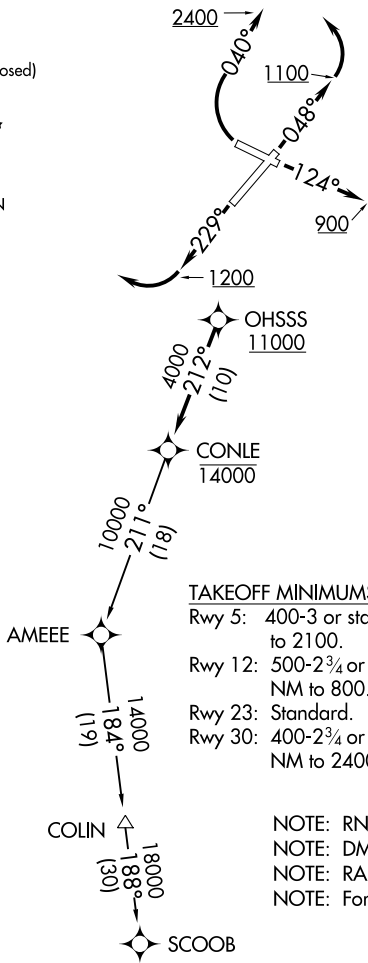 2400
040°
osed)
1100
048°
124°
N
900
229°
1200
OHSSS
11000
4000
212°
(10)
CONLE
14000
10000
211°
(18)
TAKEOFF MINIMUMS
Rwy 5: 400-3 or sta
to 2100.
AMEEE
Rwy 12: 500-2¾ or
NM to 800.
14000
184°
(19)
Rwy 23: Standard.
Rwy 30: 400-2¾ or
NM to 2400
COLIN
NOTE: RN
NOTE: DM
18000
188°
(30)
NOTE: RA
NOTE: For
SCOOB